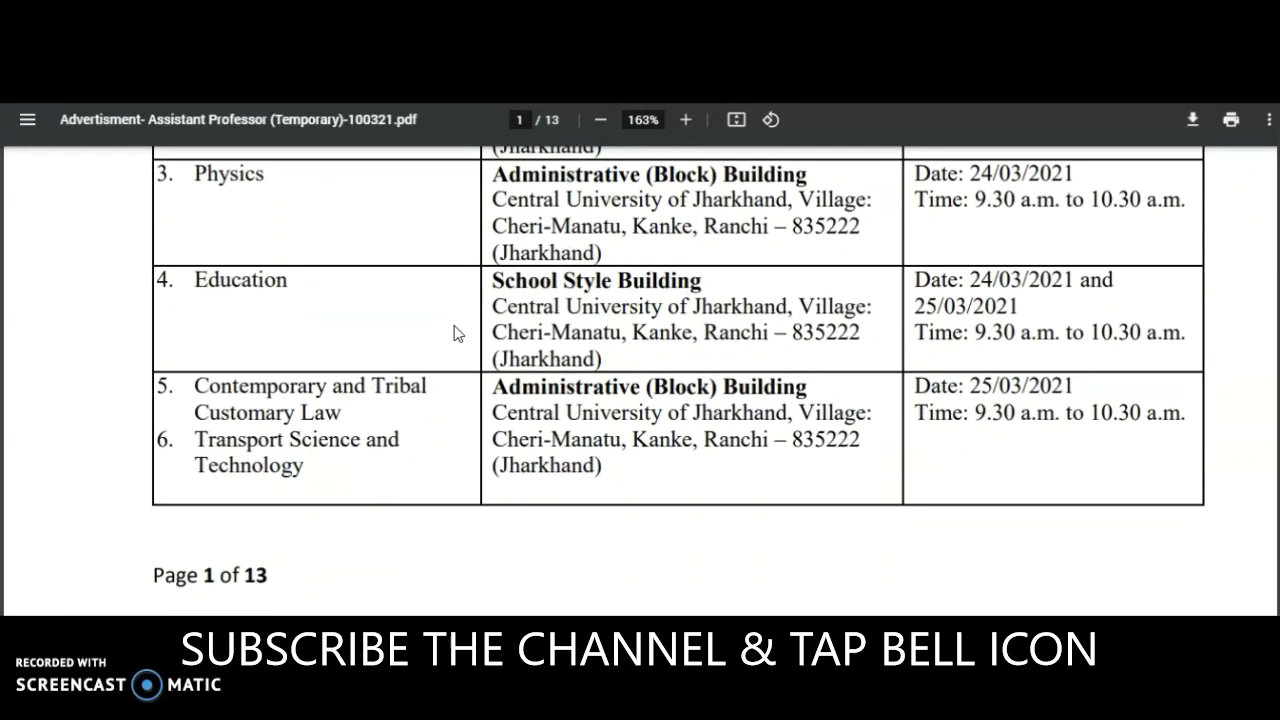 Advertisment- Assistant Professor (Temporary)-100321.pdf
1 / 13
163%
(Jharkhand)
3. Physics
Administrative (Block) Building
Central University of Jharkhand, Village:
Cheri-Manatu, Kanke, Ranchi – 835222
(Jharkhand)
Date: 24/03/2021
Time: 9.30 a.m. to 10.30 a.m.
4. Education
School Style Building
Central University of Jharkhand, Village:
Cheri-Manatu, Kanke, Ranchi – 835222
(Jharkhand)
Date: 24/03/2021 and
25/03/2021
Time: 9.30 a.m. to 10.30 a.m.
5. Contemporary and Tribal
Customary Law
6. Transport Science and
Technology
Administrative (Block) Building
Central University of Jharkhand, Village:
Cheri-Manatu, Kanke, Ranchi – 835222
(Jharkhand)
Date: 25/03/2021
Time: 9.30 a.m. to 10.30 a.m.
Page 1 of 13
SUBSCRIBE THE CHANNEL & TAP BELL ICON
RECORDED WITH
SCREENCAST MATIC